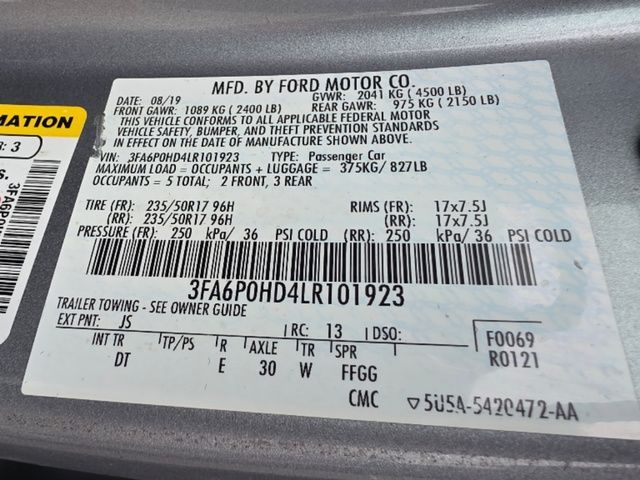 MFD. BY FORD MOTOR CO.
DATE: 08/19 GVWR: 2041 KG (4500 LB)
FRONT GAWR: 1089 KG (2400 LB) REAR GAWR: 975 KG (2150 LB)
THIS VEHICLE CONFORMS TO ALL APPLICABLE FEDERAL MOTOR
VEHICLE SAFETY, BUMPER, AND THEFT PREVENTION STANDARDS
IN EFFECT ON THE DATE OF MANUFACTURE SHOWN ABOVE.
VIN: 3FA6P0HD4LR101923 TYPE: Passenger Car
MAXIMUM LOAD = OCCUPANTS + LUGGAGE = 375KG/ 827LB
OCCUPANTS = 5 TOTAL; 2 FRONT, 3 REAR
TIRE (FR): 235/50R17 96H RIMS (FR): 17x7.5J
(RR): 235/50R17 96H (RR): 17x7.5J
PRESSURE (FR): 250 kPa/ 36 PSI COLD (RR): 250 kPa/ 36 PSI COLD
3FA6P0HD4LR101923
TRAILER TOWING - SEE OWNER GUIDE
EXT PNT: JS RC: 13 DSO: F0069
INT TR TP/PS R AXLE TR SPR R0121
DT E 30 W FFGG
CMC ▽5U5A-5420472-AA
MATION
: 3
3FA6P0H